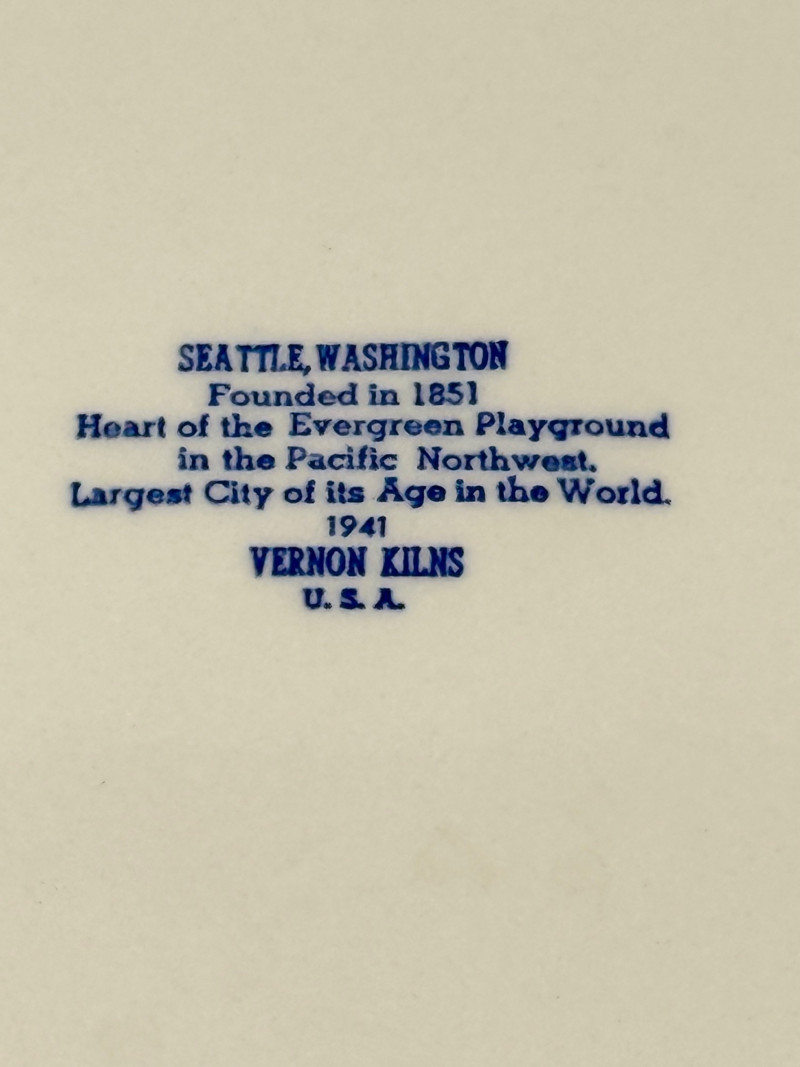 SEATTLE, WASHINGTON
Founded in 1851
Heart of the Evergreen Playground
in the Pacific Northwest.
Largest City of its Age in the World.
1941
VERNON KILNS
U. S. A.